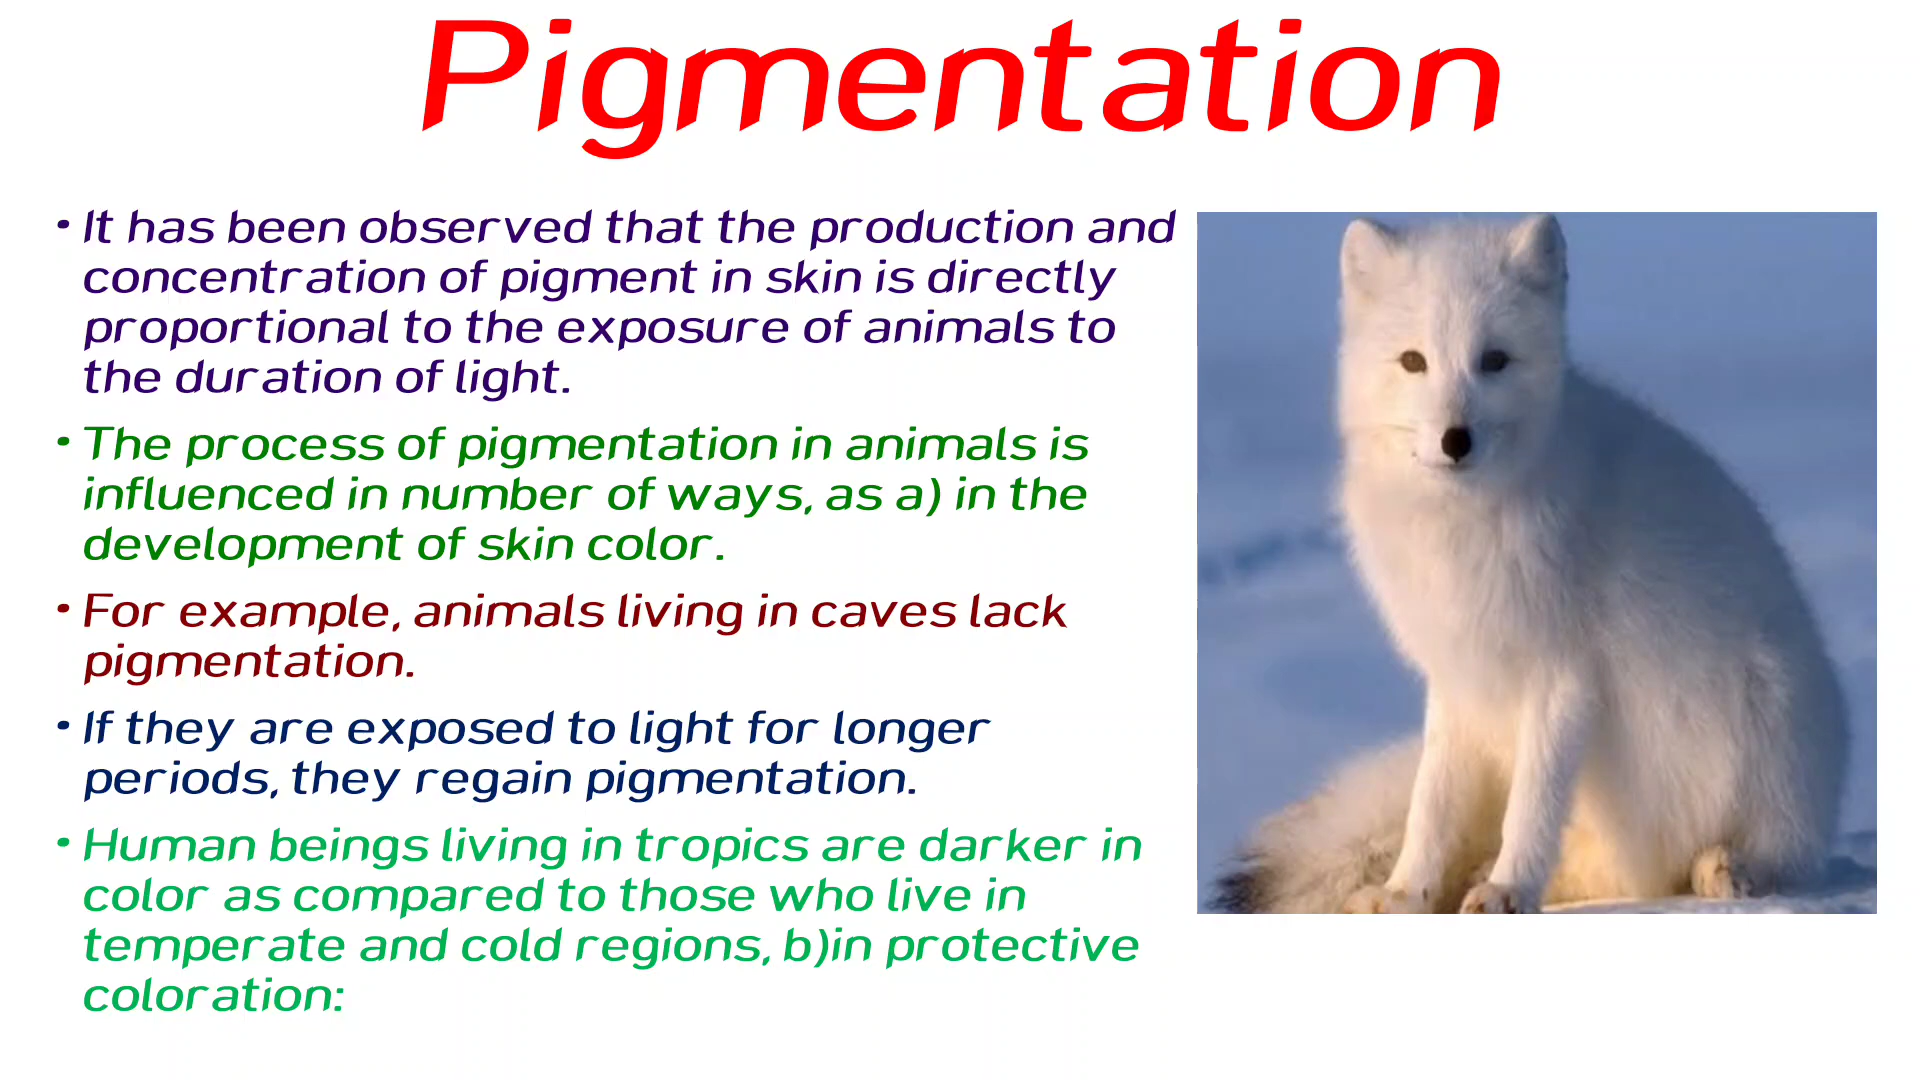 Pigmentation
• It has been observed that the production and
concentration of pigment in skin is directly
proportional to the exposure of animals to
the duration of light.
• The process of pigmentation in animals is
influenced in number of ways, as a) in the
development of skin color.
• For example, animals living in caves lack
pigmentation.
• If they are exposed to light for longer
periods, they regain pigmentation.
• Human beings living in tropics are darker in
color as compared to those who live in
temperate and cold regions, b)in protective
coloration: